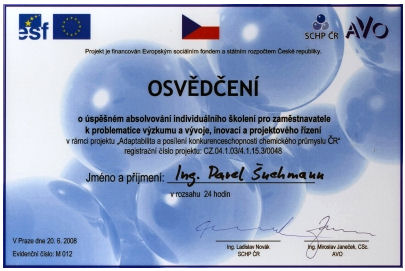 esf
SCHP ČR
AVO
Projekt je financován Evropským sociálním fondem a státním rozpočtem České republiky.
OSVĚDČENÍ
o úspěšném absolvování individuálního školení pro zaměstnavatele
k problematice výzkumu a vývoje, inovací a projektového řízení
v rámci projektu „Adaptabilita a posílení konkurenceschopnosti chemického průmyslu ČR"
registrační číslo projektu: CZ.04.1.03/4.1.15.3/0048
Jméno a příjmení: Ing. Pavel Šuchmann
v rozsahu 24 hodin
V Praze dne 20. 6. 2008
Evidenční číslo: M 012
Ing. Ladislav Novák
SCHP ČR
Ing. Miroslav Janeček, CSc.
AVO